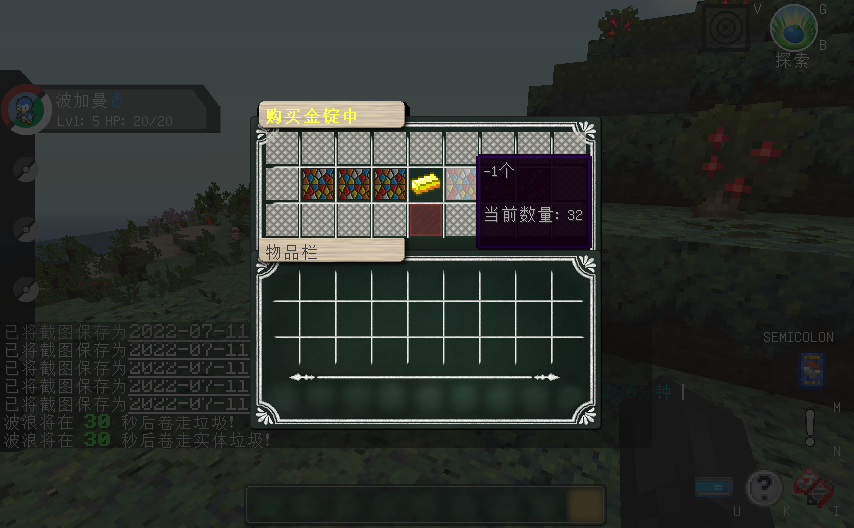 V
G
B
探索
波加曼
Lv1: 5 HP: 20/20
购买金锭中
-1个
当前数量: 32
物品栏
已将截图保存为2022-07-11
已将截图保存为2022-07-11
已将截图保存为2022-07-11
已将截图保存为2022-07-11
已将截图保存为2022-07-11
波浪将在 30 秒后卷走垃圾!
波浪将在 30 秒后卷走实体垃圾!
SEMICOLON
分钟
M
N
?
U
K
I